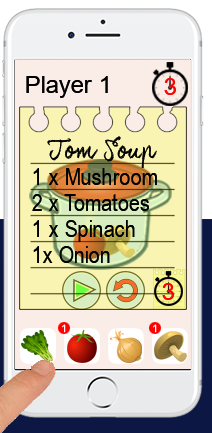 Player 1
3
Tom Soup
1 x Mushroom
2 x Tomatoes
1 x Spinach
1x Onion
3
1
1